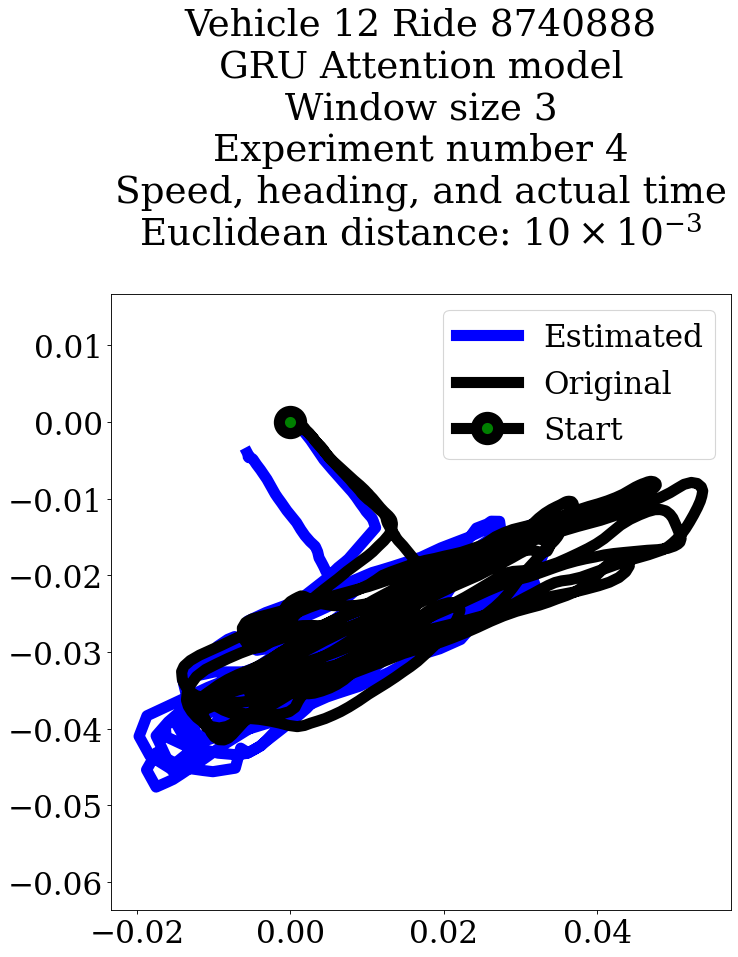 Vehicle 12 Ride 8740888
GRU Attention model
Window size 3
Experiment number 4
Speed, heading, and actual time
Euclidean distance: 10 × 10⁻³
Estimated
Original
Start
0.01
0.00
−0.01
−0.02
−0.03
−0.04
−0.05
−0.06
−0.02 0.00 0.02 0.04